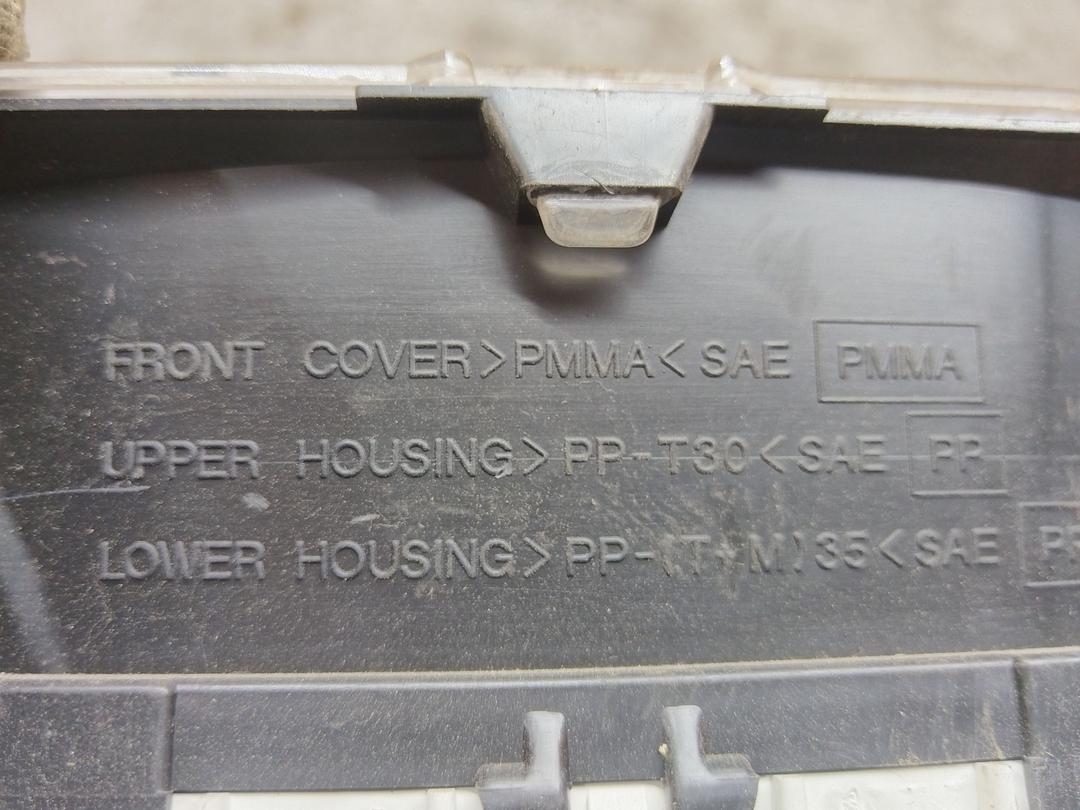 FRONT COVER>PMMA<SAE PMMA
UPPER HOUSING>PP-T30<SAE PP
LOWER HOUSING>PP-(T+M)35<SAE